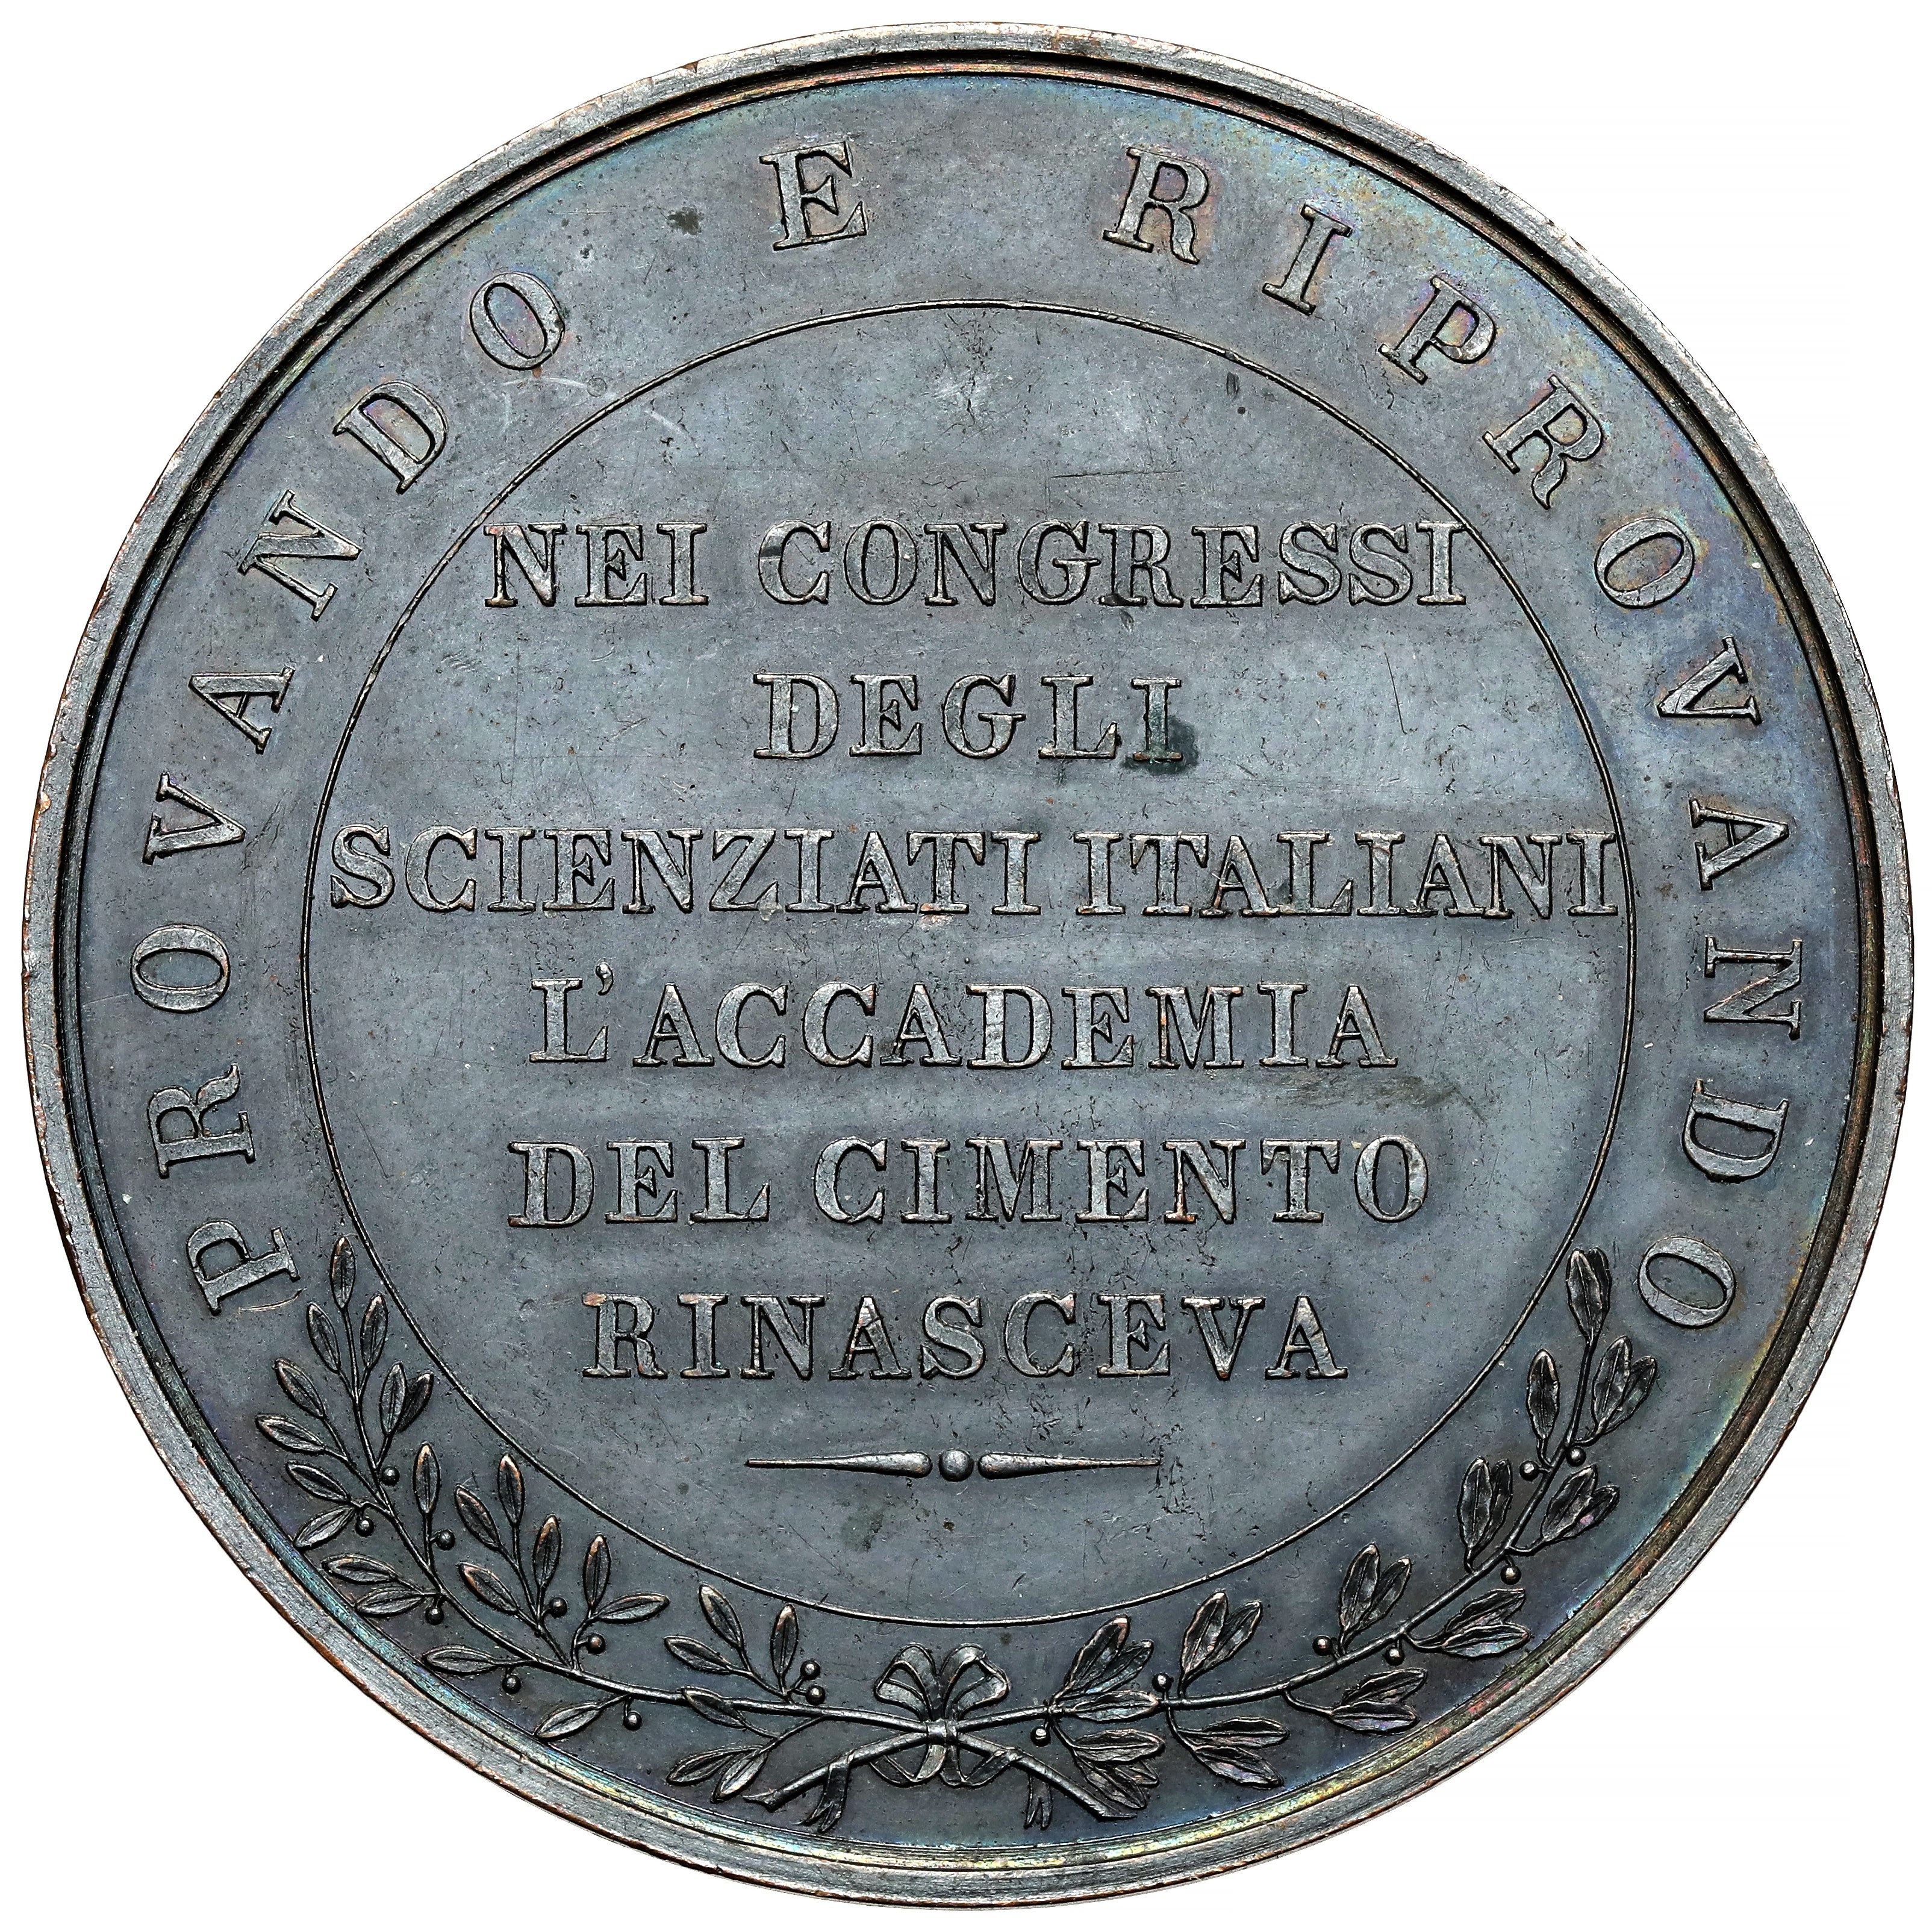 PROVANDO E RIPROVANDO
NEI CONGRESSI
DEGLI
SCIENZIATI ITALIANI
L'ACCADEMIA
DEL CIMENTO
RINASCEVA